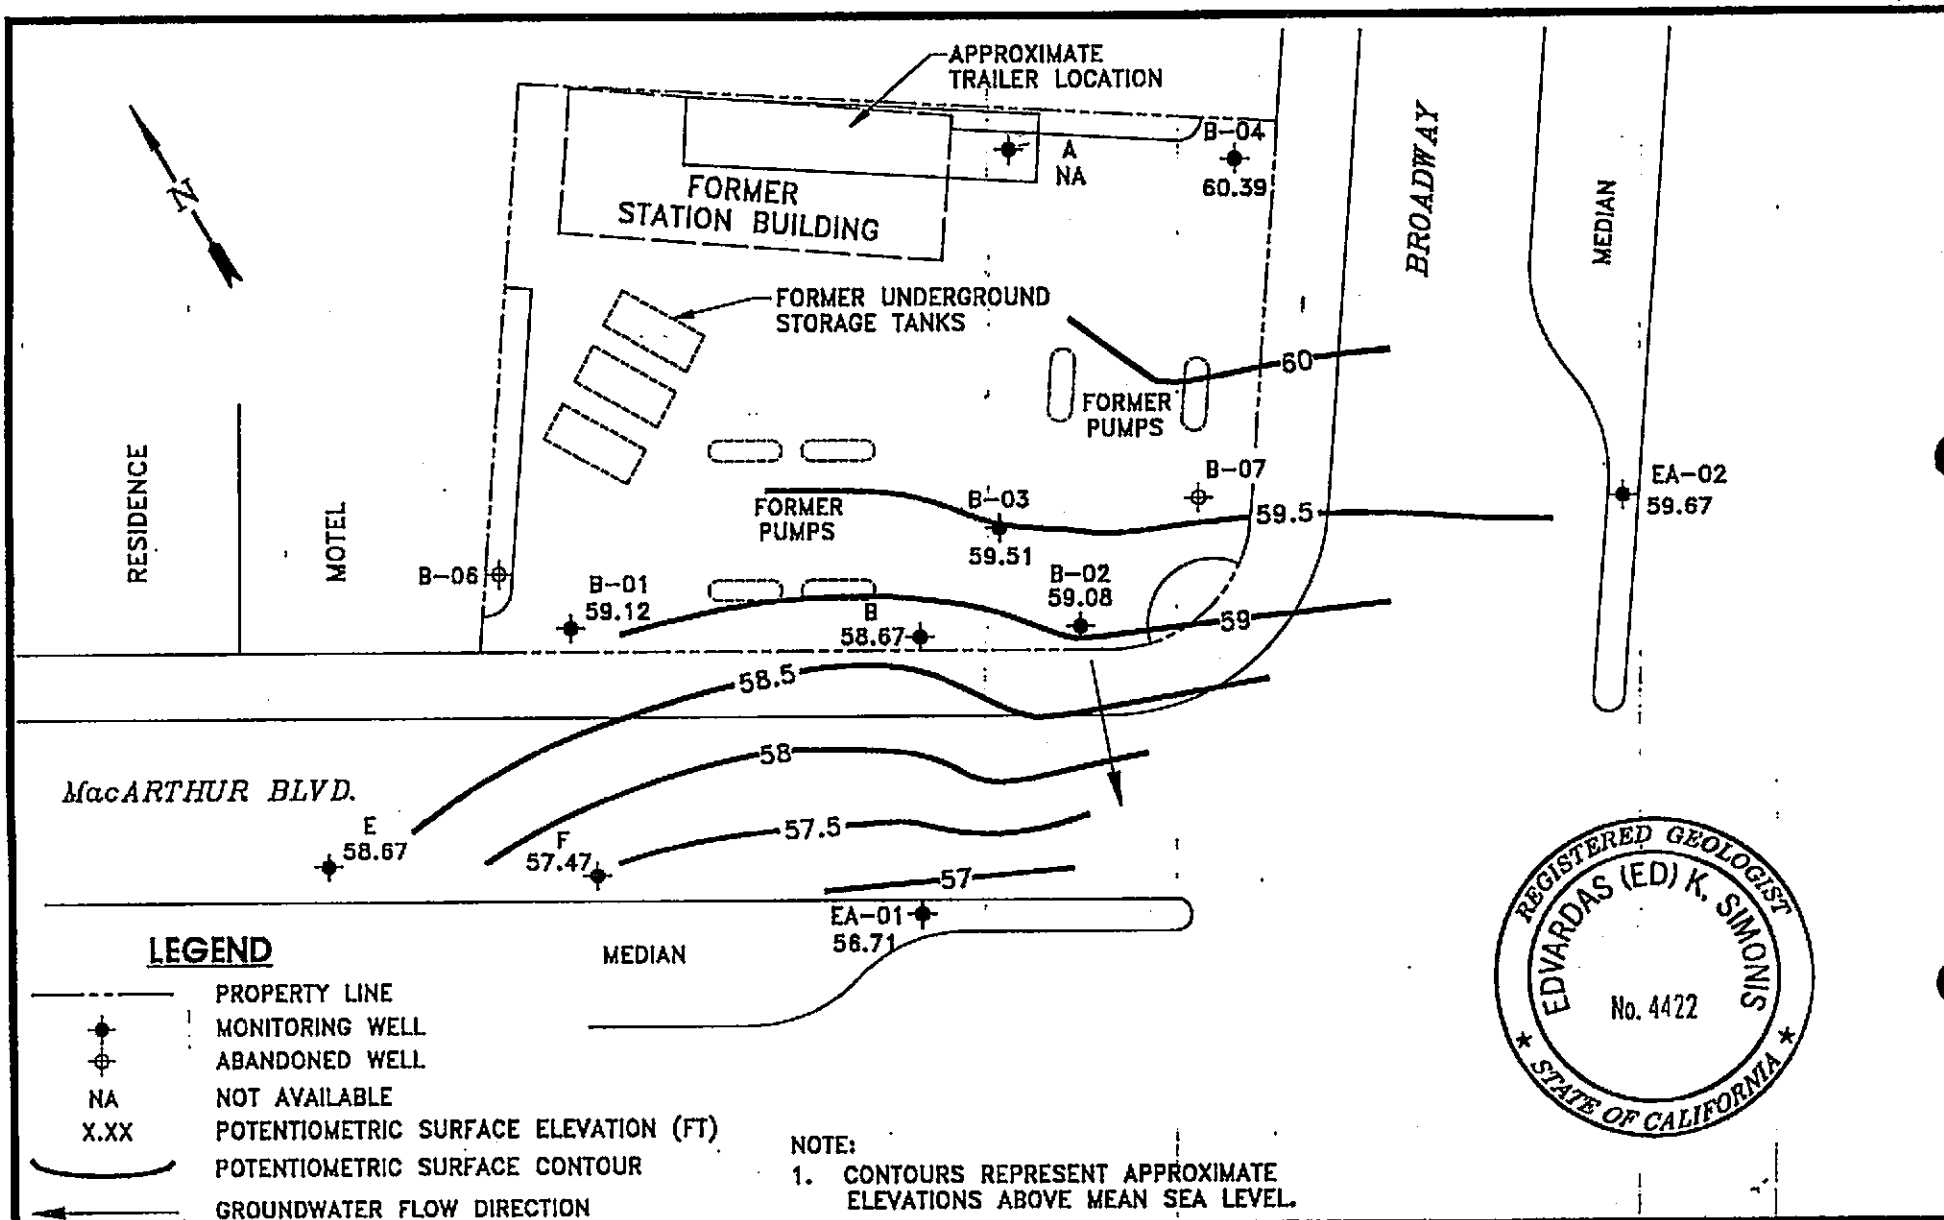 APPROXIMATE
TRAILER LOCATION
B-04
60.39
A
NA
BROADWAY
MEDIAN
N
FORMER
STATION BUILDING
FORMER UNDERGROUND
STORAGE TANKS
60
FORMER
PUMPS
RESIDENCE
MOTEL
B-07
EA-02
59.67
B-03
59.51
59.5
FORMER
PUMPS
B-06
B-01
59.12
B-02
59.08
B
58.67
59
58.5
58
MacARTHUR BLVD.
E
58.67
F
57.47
57.5
57
EA-01
56.71
MEDIAN
LEGEND
PROPERTY LINE
MONITORING WELL
ABANDONED WELL
NA NOT AVAILABLE
X.XX POTENTIOMETRIC SURFACE ELEVATION (FT)
POTENTIOMETRIC SURFACE CONTOUR
GROUNDWATER FLOW DIRECTION
NOTE:
1. CONTOURS REPRESENT APPROXIMATE
ELEVATIONS ABOVE MEAN SEA LEVEL.
REGISTERED GEOLOGIST
EDVARDAS (ED) K. SIMONIS
No. 4422
STATE OF CALIFORNIA